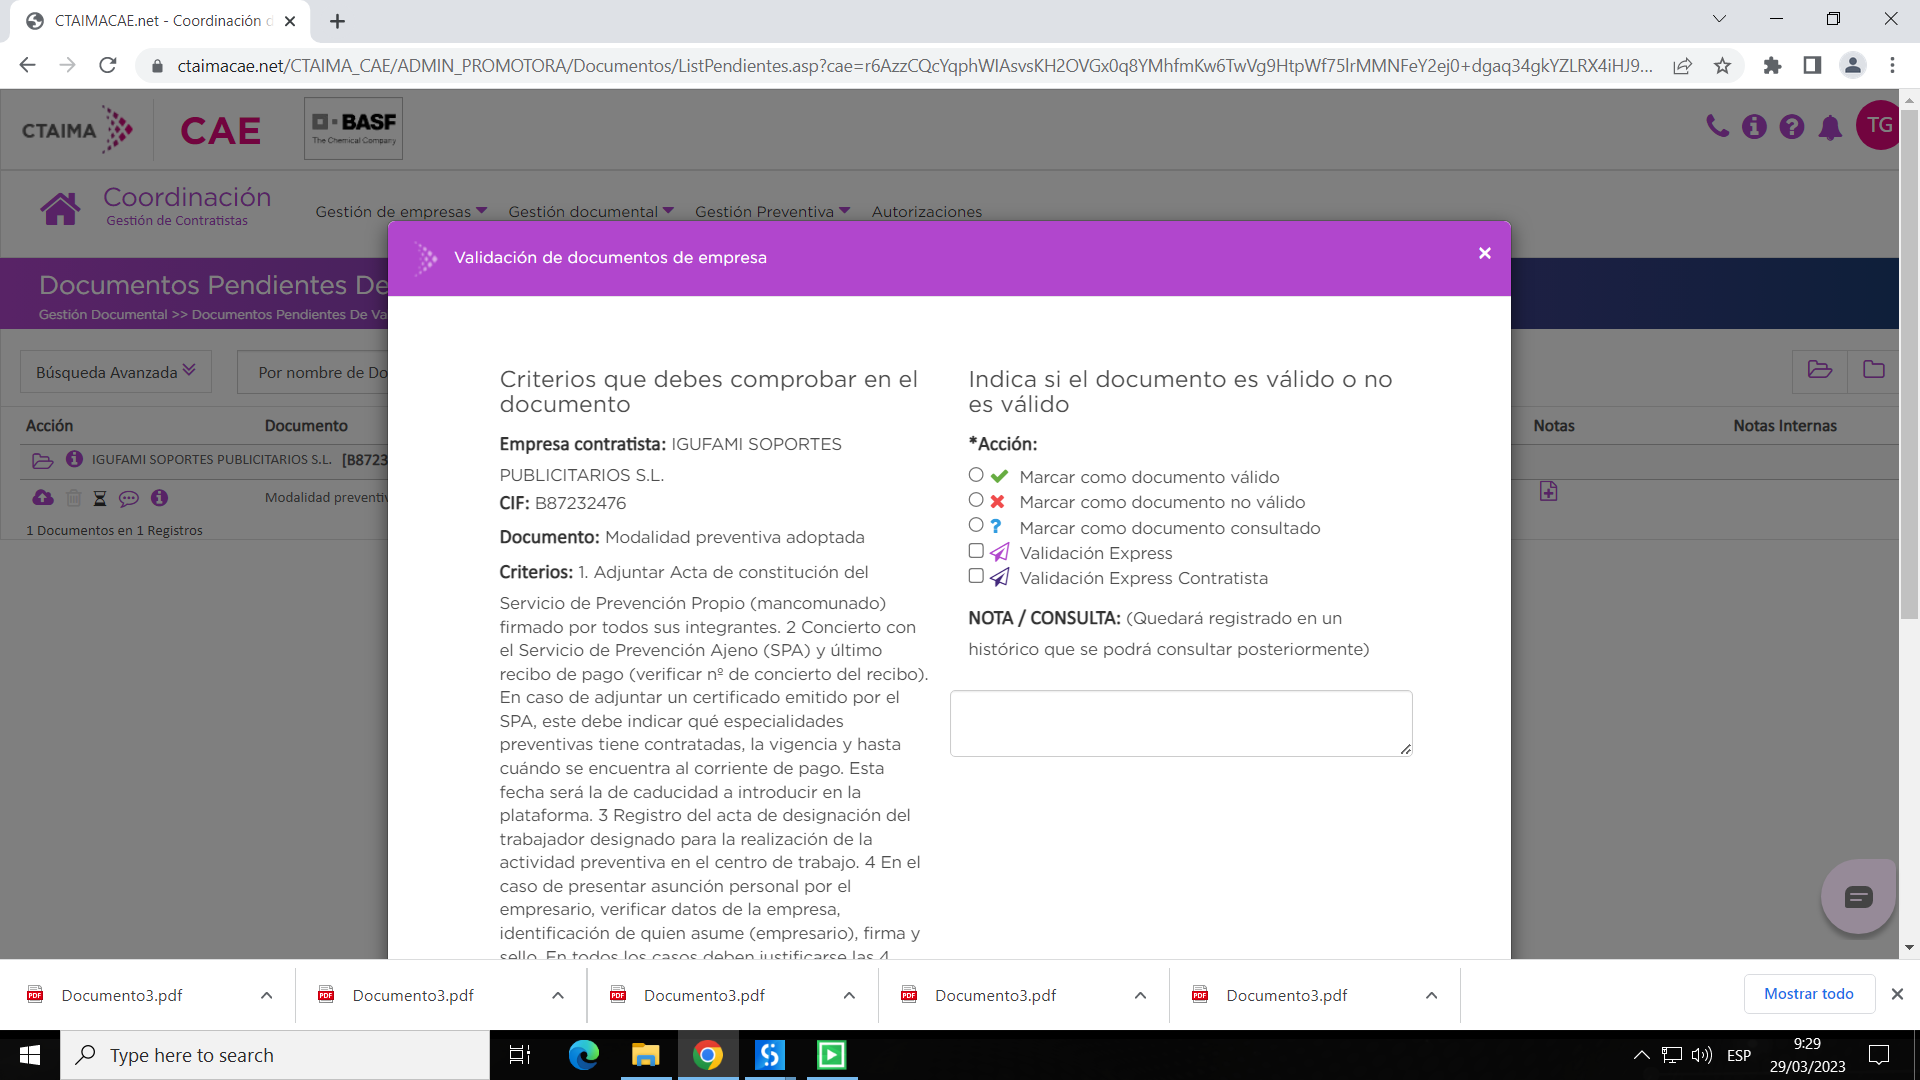 CTAIMACAE.net - Coordinación d
ctaimacae.net/CTAIMA_CAE/ADMIN_PROMOTORA/Documentos/ListPendientes.asp?cae=r6AzzCQcYqphWIAsvsKH2OVGx0q8YMhfmKw6TwVg9HtpWf75lrMMNFeY2ej0+dgaq34gkYZLRX4iHJ9...
CTAIMA
CAE
BASF
The Chemical Company
TG
Coordinación
Gestión de Contratistas
Gestión de empresas
Gestión documental
Gestión Preventiva
Autorizaciones
Validación de documentos de empresa
Documentos Pendientes De
Gestión Documental >> Documentos Pendientes De Va
Búsqueda Avanzada
Por nombre de Do
Acción
Documento
Notas
Notas Internas
IGUFAMI SOPORTES PUBLICITARIOS S.L. [B8723
Modalidad preventiv
1 Documentos en 1 Registros
Criterios que debes comprobar en el
documento
Empresa contratista: IGUFAMI SOPORTES
PUBLICITARIOS S.L.
CIF: B87232476
Documento: Modalidad preventiva adoptada
Criterios: 1. Adjuntar Acta de constitución del
Servicio de Prevención Propio (mancomunado)
firmado por todos sus integrantes. 2 Concierto con
el Servicio de Prevención Ajeno (SPA) y último
recibo de pago (verificar nº de concierto del recibo).
En caso de adjuntar un certificado emitido por el
SPA, este debe indicar qué especialidades
preventivas tiene contratadas, la vigencia y hasta
cuándo se encuentra al corriente de pago. Esta
fecha será la de caducidad a introducir en la
plataforma. 3 Registro del acta de designación del
trabajador designado para la realización de la
actividad preventiva en el centro de trabajo. 4 En el
caso de presentar asunción personal por el
empresario, verificar datos de la empresa,
identificación de quien asume (empresario), firma y
sello. En todos los casos deben justificarse las 4
Indica si el documento es válido o no
es válido
*Acción:
Marcar como documento válido
Marcar como documento no válido
Marcar como documento consultado
Validación Express
Validación Express Contratista
NOTA / CONSULTA: (Quedará registrado en un
histórico que se podrá consultar posteriormente)
Documento3.pdf
Documento3.pdf
Documento3.pdf
Documento3.pdf
Documento3.pdf
Mostrar todo
Type here to search
ESP
9:29
29/03/2023